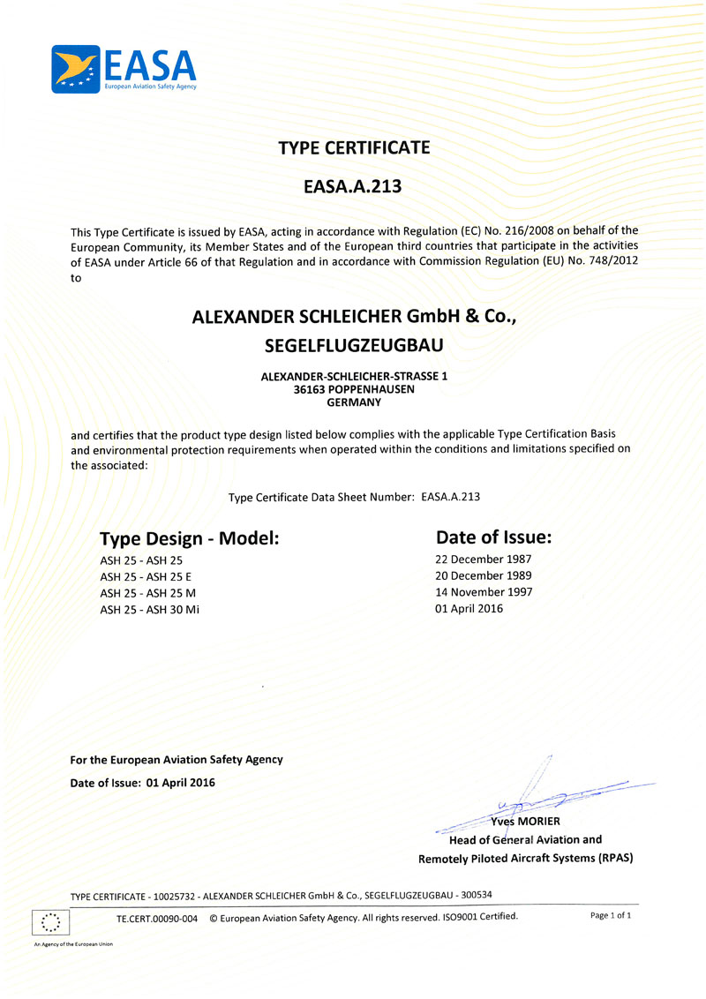 EASA
European Aviation Safety Agency
TYPE CERTIFICATE
EASA.A.213
This Type Certificate is issued by EASA, acting in accordance with Regulation (EC) No. 216/2008 on behalf of the
European Community, its Member States and of the European third countries that participate in the activities
of EASA under Article 66 of that Regulation and in accordance with Commission Regulation (EU) No. 748/2012
to
ALEXANDER SCHLEICHER GmbH & Co.,
SEGELFLUGZEUGBAU
ALEXANDER-SCHLEICHER-STRASSE 1
36163 POPPENHAUSEN
GERMANY
and certifies that the product type design listed below complies with the applicable Type Certification Basis
and environmental protection requirements when operated within the conditions and limitations specified on
the associated:
Type Certificate Data Sheet Number: EASA.A.213
Type Design - Model: Date of Issue:
ASH 25 - ASH 25 22 December 1987
ASH 25 - ASH 25 E 20 December 1989
ASH 25 - ASH 25 M 14 November 1997
ASH 25 - ASH 30 Mi 01 April 2016
For the European Aviation Safety Agency
Date of Issue: 01 April 2016
Yves MORIER
Head of General Aviation and
Remotely Piloted Aircraft Systems (RPAS)
TYPE CERTIFICATE - 10025732 - ALEXANDER SCHLEICHER GmbH & Co., SEGELFLUGZEUGBAU - 300534
TE.CERT.00090-004 © European Aviation Safety Agency. All rights reserved. ISO9001 Certified. Page 1 of 1
An Agency of the European Union